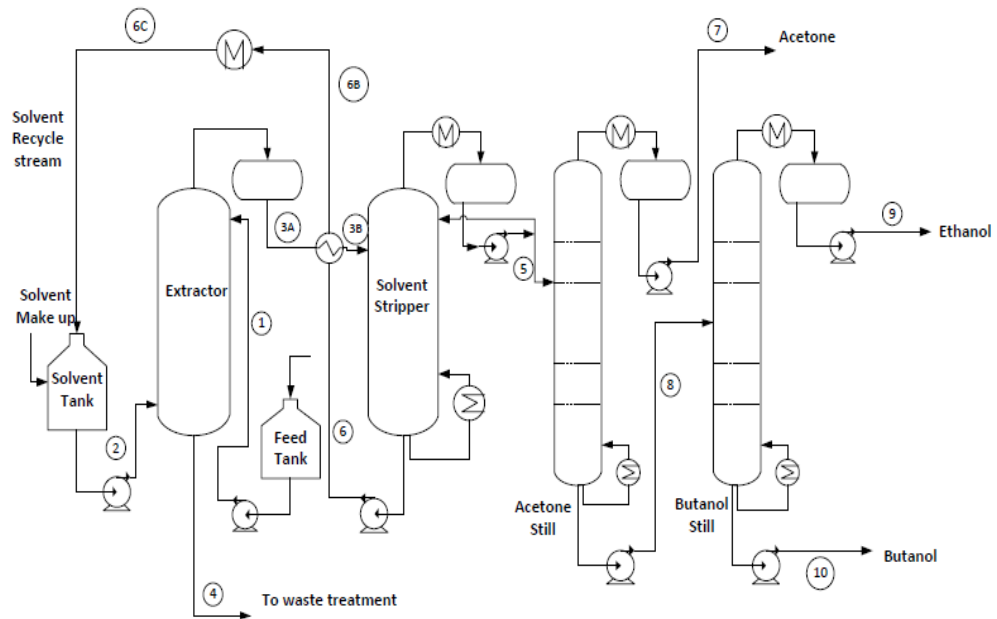 6C
7
Acetone
6B
Solvent
Recycle
stream
3A
3B
9
Ethanol
5
Extractor
Solvent
Stripper
Solvent
Make up
1
Solvent
Tank
8
2
Feed
Tank
6
Acetone
Still
Butanol
Still
Butanol
10
4
To waste treatment